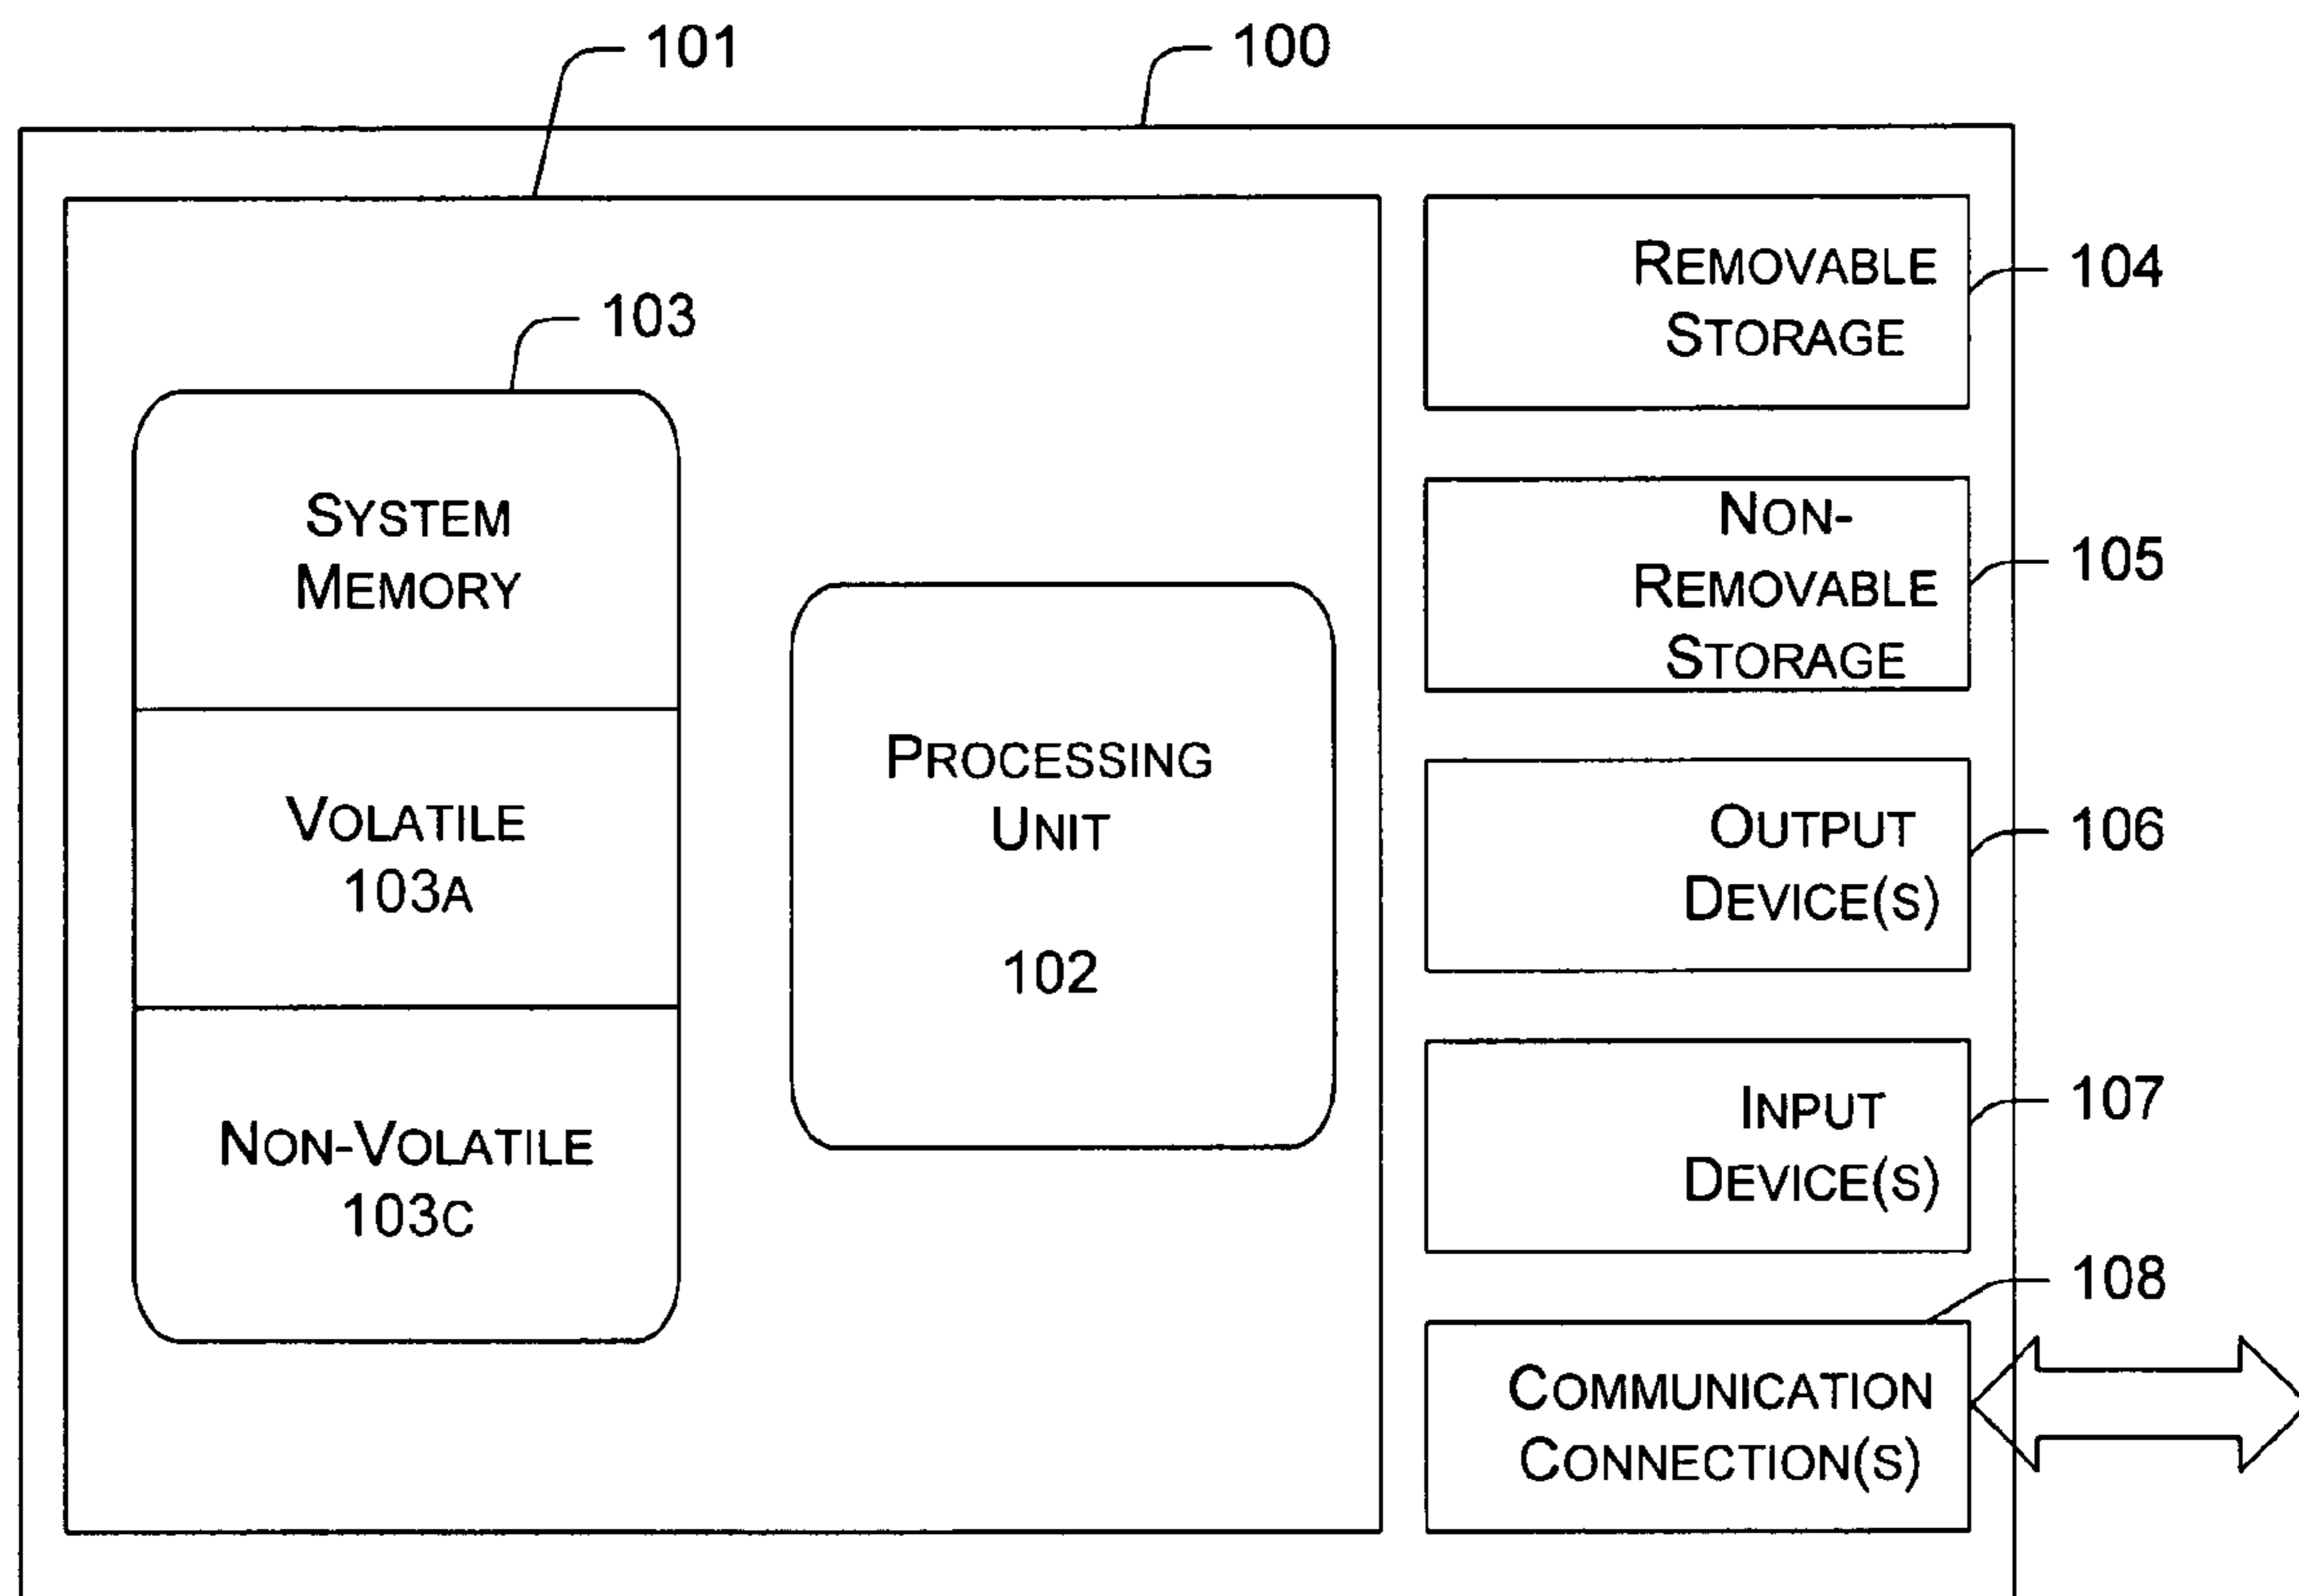 101
100
103
SYSTEM
MEMORY
VOLATILE
103A
NON-VOLATILE
103C
PROCESSING
UNIT
102
REMOVABLE
STORAGE
104
NON-
REMOVABLE
STORAGE
105
OUTPUT
DEVICE(S)
106
INPUT
DEVICE(S)
107
108
COMMUNICATION
CONNECTION(S)